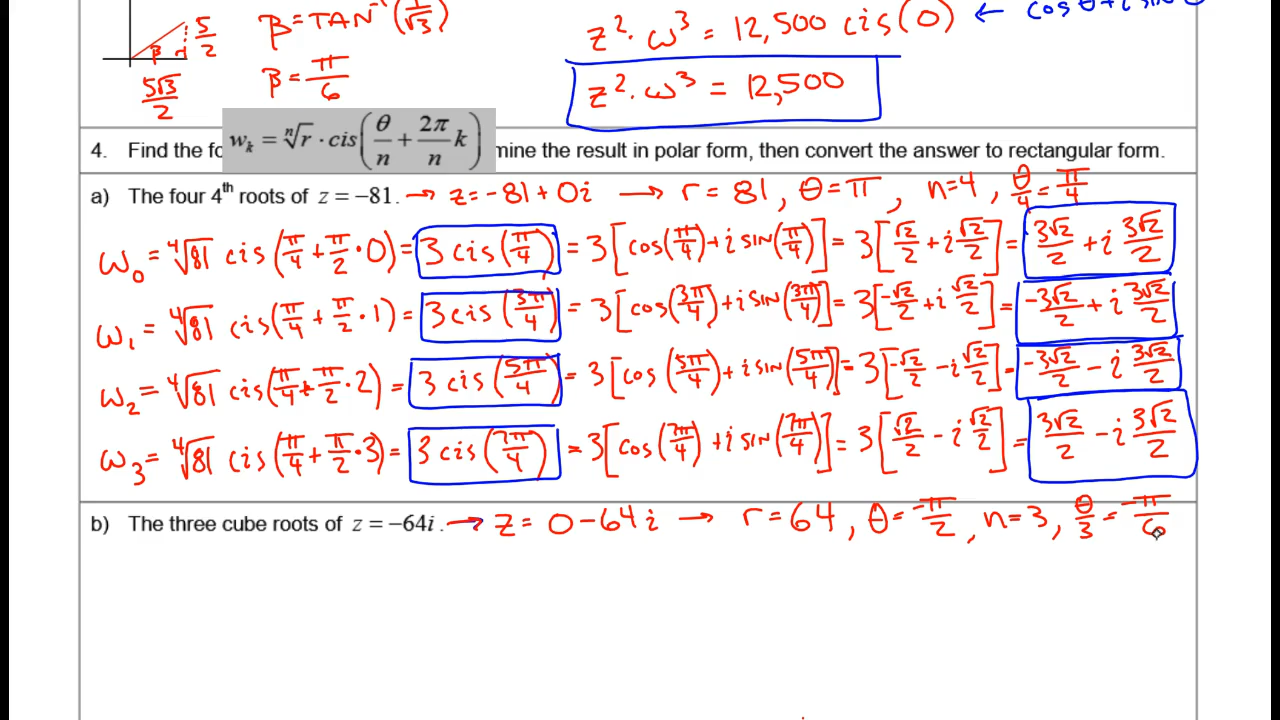 5/2
β = TAN⁻¹(1/√3)
β = π/6
5√3/2
β
z²·ω³ = 12,500 cis(0) ←
z²·ω³ = 12,500
w_k = ⁿ√r · cis(θ/n + 2π/n k)
4. Find the fo mine the result in polar form, then convert the answer to rectangular form.
a) The four 4th roots of z = −81. → z = −81 + 0i → r = 81, θ = π, n = 4, θ/4 = π/4
ω₀ = ⁴√81 cis(π/4 + π/2 · 0) = 3 cis(π/4) = 3[cos(π/4) + i sin(π/4)] = 3[√2/2 + i √2/2] = 3√2/2 + i 3√2/2
ω₁ = ⁴√81 cis(π/4 + π/2 · 1) = 3 cis(3π/4) = 3[cos(3π/4) + i sin(3π/4)] = 3[-√2/2 + i √2/2] = -3√2/2 + i 3√2/2
ω₂ = ⁴√81 cis(π/4 + π/2 · 2) = 3 cis(5π/4) = 3[cos(5π/4) + i sin(5π/4)] = 3[-√2/2 − i √2/2] = -3√2/2 − i 3√2/2
ω₃ = ⁴√81 cis(π/4 + π/2 · 3) = 3 cis(7π/4) = 3[cos(7π/4) + i sin(7π/4)] = 3[√2/2 − i √2/2] = 3√2/2 − i 3√2/2
b) The three cube roots of z = −64i. → z = 0 − 64i → r = 64, θ = -π/2, n = 3, θ/3 = -π/6